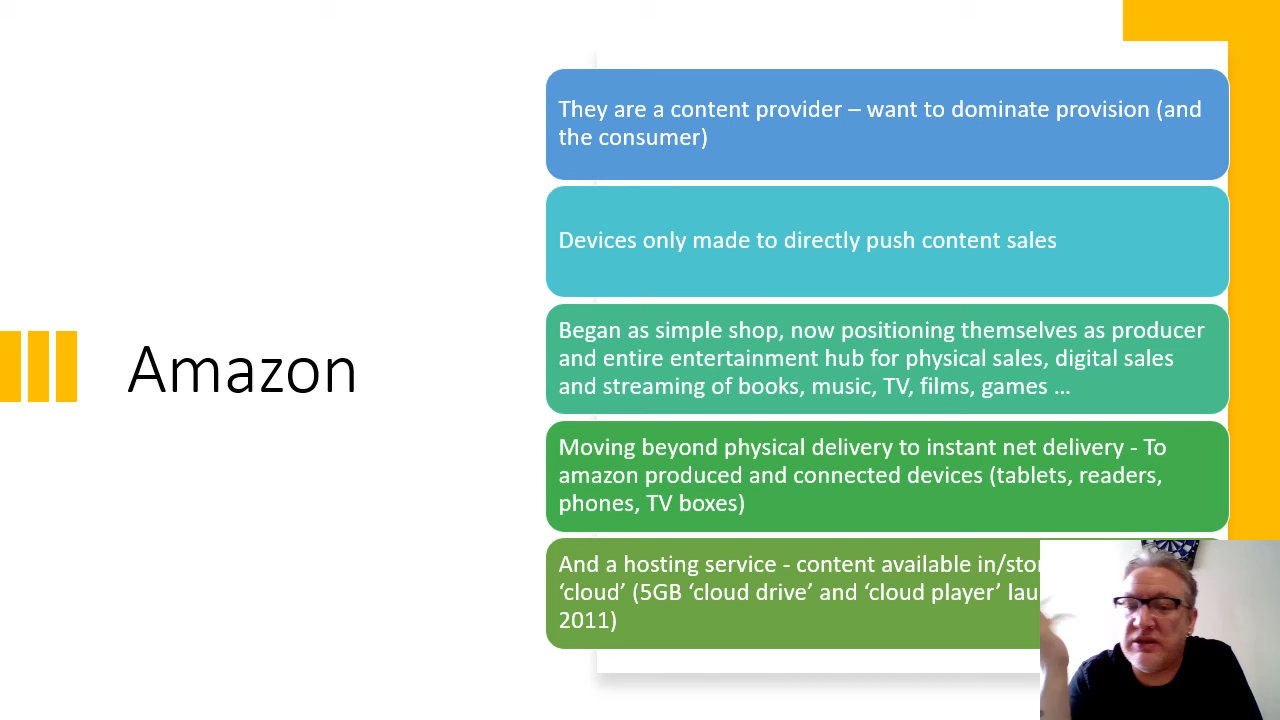 Amazon
They are a content provider – want to dominate provision (and
the consumer)
Devices only made to directly push content sales
Began as simple shop, now positioning themselves as producer
and entire entertainment hub for physical sales, digital sales
and streaming of books, music, TV, films, games ...
Moving beyond physical delivery to instant net delivery - To
amazon produced and connected devices (tablets, readers,
phones, TV boxes)
And a hosting service - content available in/
‘cloud’ (5GB ‘cloud drive’ and ‘cloud player’
2011)